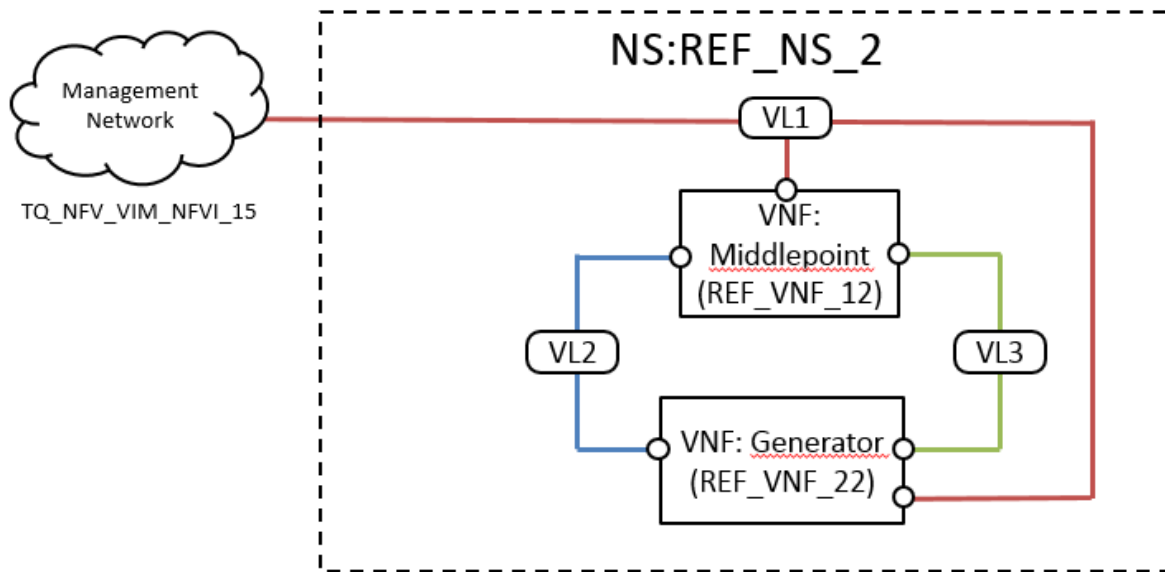 NS:REF_NS_2
Management
Network
TQ_NFV_VIM_NFVI_15
VL1
VNF:
Middlepoint
(REF_VNF_12)
VL2
VL3
VNF: Generator
(REF_VNF_22)